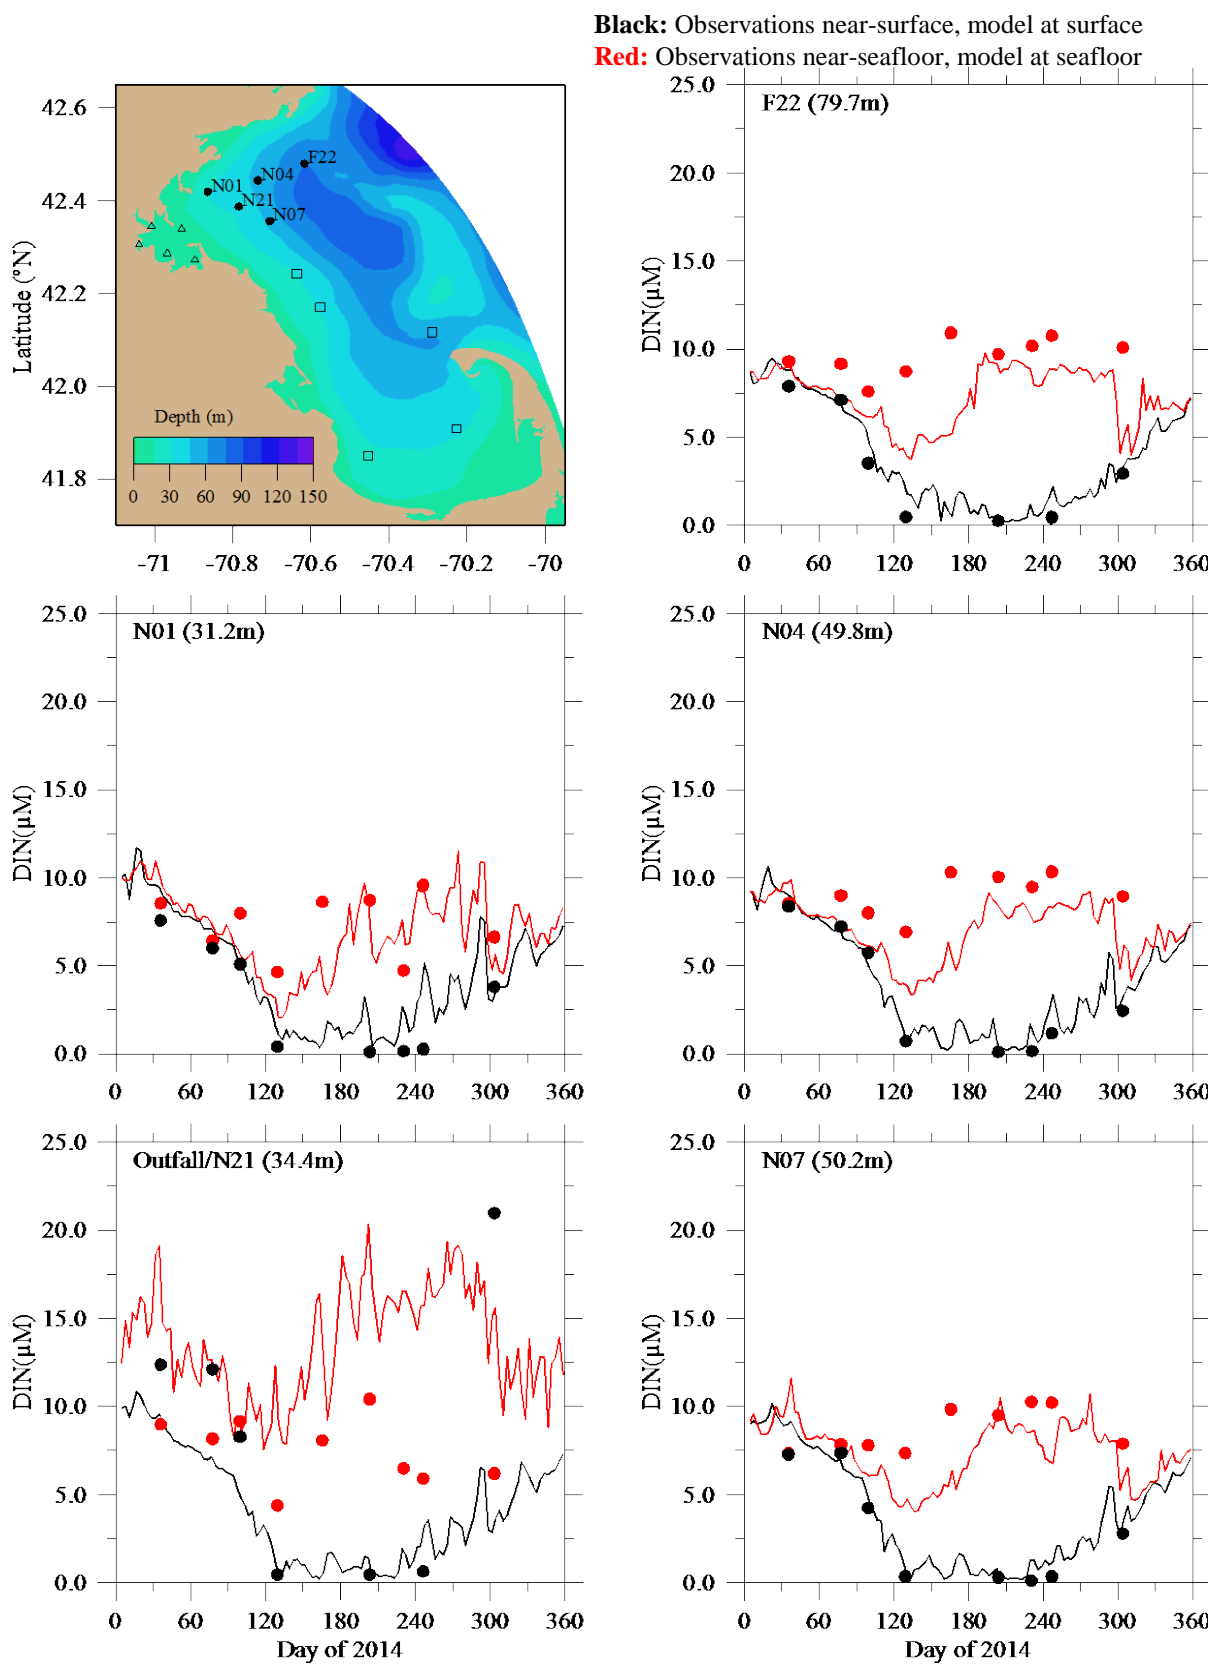 Black: Observations near-surface, model at surface
Red: Observations near-seafloor, model at seafloor
42.6
42.4
42.2
42.0
41.8
Latitude (°N)
F22
N04
N01
N21
N07
Depth (m)
0 30 60 90 120 150
-71 -70.8 -70.6 -70.4 -70.2 -70
F22 (79.7m)
25.0
20.0
15.0
10.0
5.0
0.0
DIN(µM)
0 60 120 180 240 300 360
N01 (31.2m)
25.0
20.0
15.0
10.0
5.0
0.0
DIN(µM)
0 60 120 180 240 300 360
N04 (49.8m)
25.0
20.0
15.0
10.0
5.0
0.0
DIN(µM)
0 60 120 180 240 300 360
Outfall/N21 (34.4m)
25.0
20.0
15.0
10.0
5.0
0.0
DIN(µM)
0 60 120 180 240 300 360
Day of 2014
N07 (50.2m)
25.0
20.0
15.0
10.0
5.0
0.0
DIN(µM)
0 60 120 180 240 300 360
Day of 2014